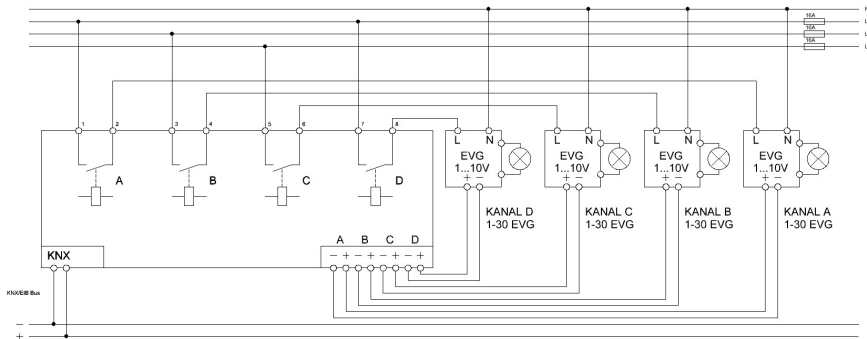 16A
16A
16A
1 2 3 4 5 6 7 8
L N L N L N L N
EVG
1...10V
+ −
EVG
1...10V
+ −
EVG
1...10V
+ −
EVG
1...10V
+ −
A B C D
KANAL D
1-30 EVG
KANAL C
1-30 EVG
KANAL B
1-30 EVG
KANAL A
1-30 EVG
A B C D
− + − + − + − +
KNX
KNX/EIB Bus
−
+